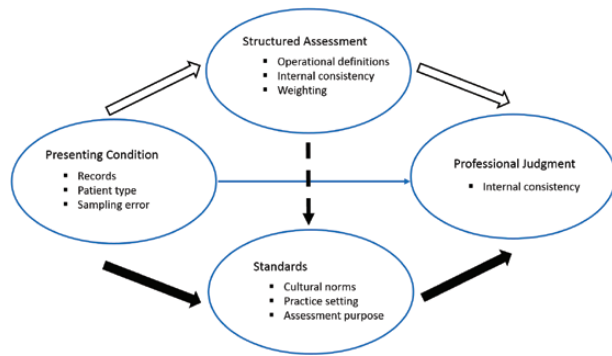 Structured Assessment
Operational definitions
Internal consistency
Weighting
Presenting Condition
Records
Patient type
Sampling error
Professional Judgment
Internal consistency
Standards
Cultural norms
Practice setting
Assessment purpose